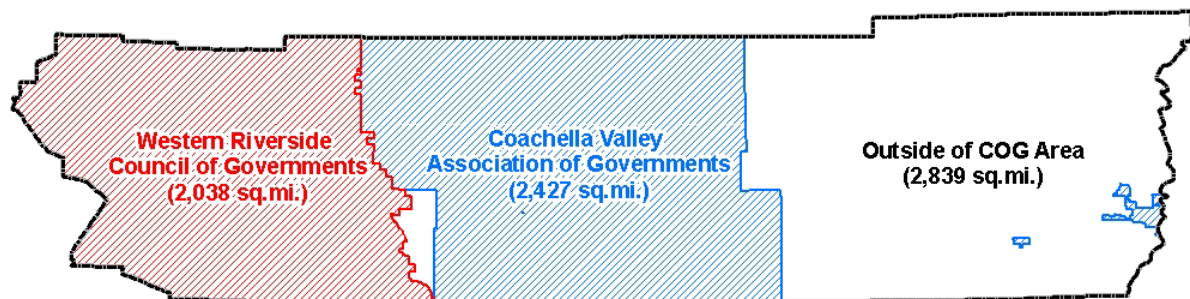 Western Riverside
Council of Governments
(2,038 sq.mi.)
Coachella Valley
Association of Governments
(2,427 sq.mi.)
Outside of COG Area
(2,839 sq.mi.)